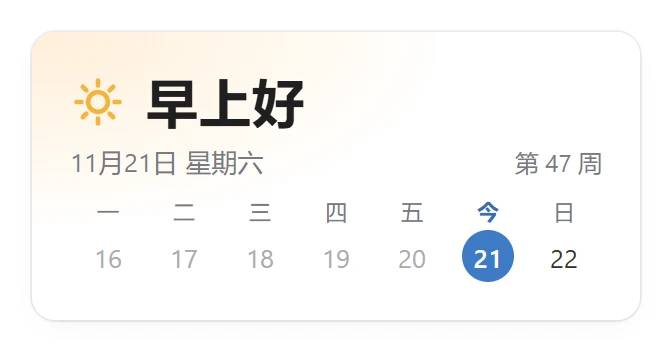 早上好
11月21日 星期六 第 47 周
一 二 三 四 五 今 日
16 17 18 19 20 21 22